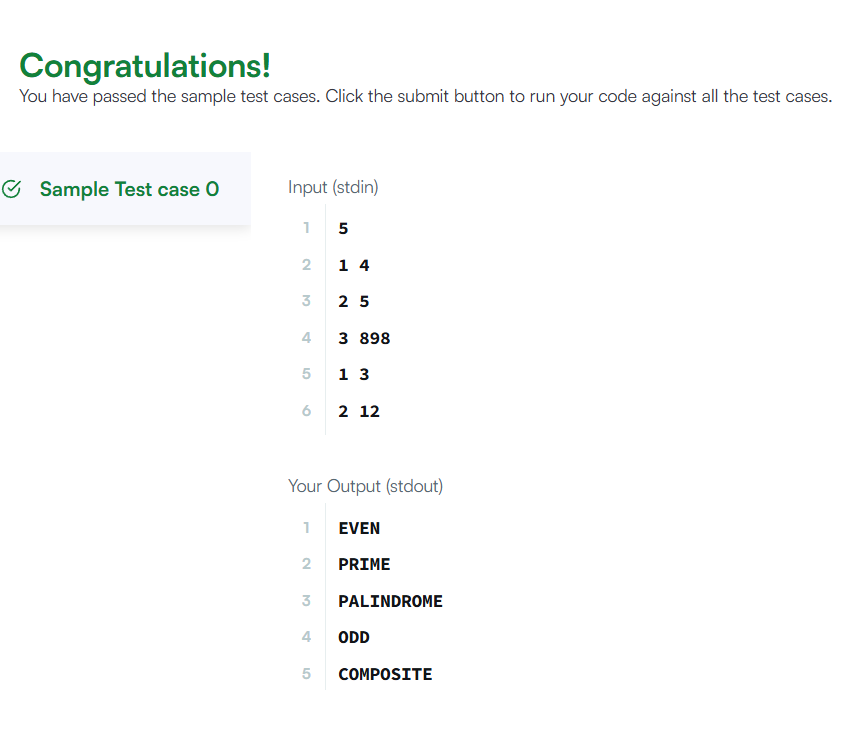 Congratulations!
You have passed the sample test cases. Click the submit button to run your code against all the test cases.
Sample Test case 0
Input (stdin)
1 5
2 1 4
3 2 5
4 3 898
5 1 3
6 2 12
Your Output (stdout)
1 EVEN
2 PRIME
3 PALINDROME
4 ODD
5 COMPOSITE